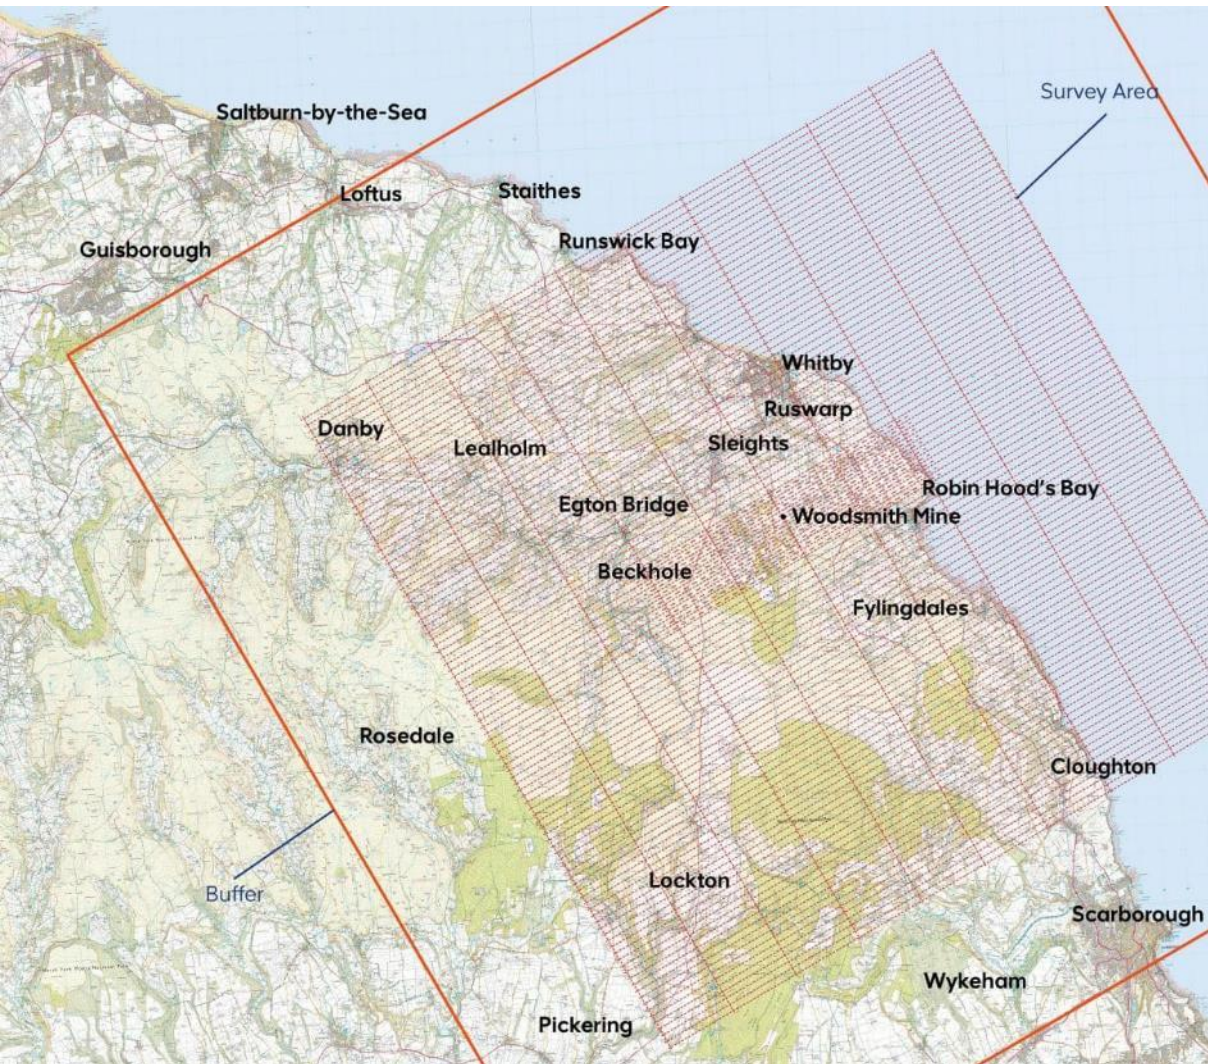 Survey Area
Saltburn-by-the-Sea
Loftus
Staithes
Runswick Bay
Guisborough
Whitby
Ruswarp
Danby
Lealholm
Sleights
Robin Hood's Bay
Egton Bridge
Woodsmith Mine
Beckhole
Fylingdales
Rosedale
Cloughton
Lockton
Buffer
Scarborough
Wykeham
Pickering